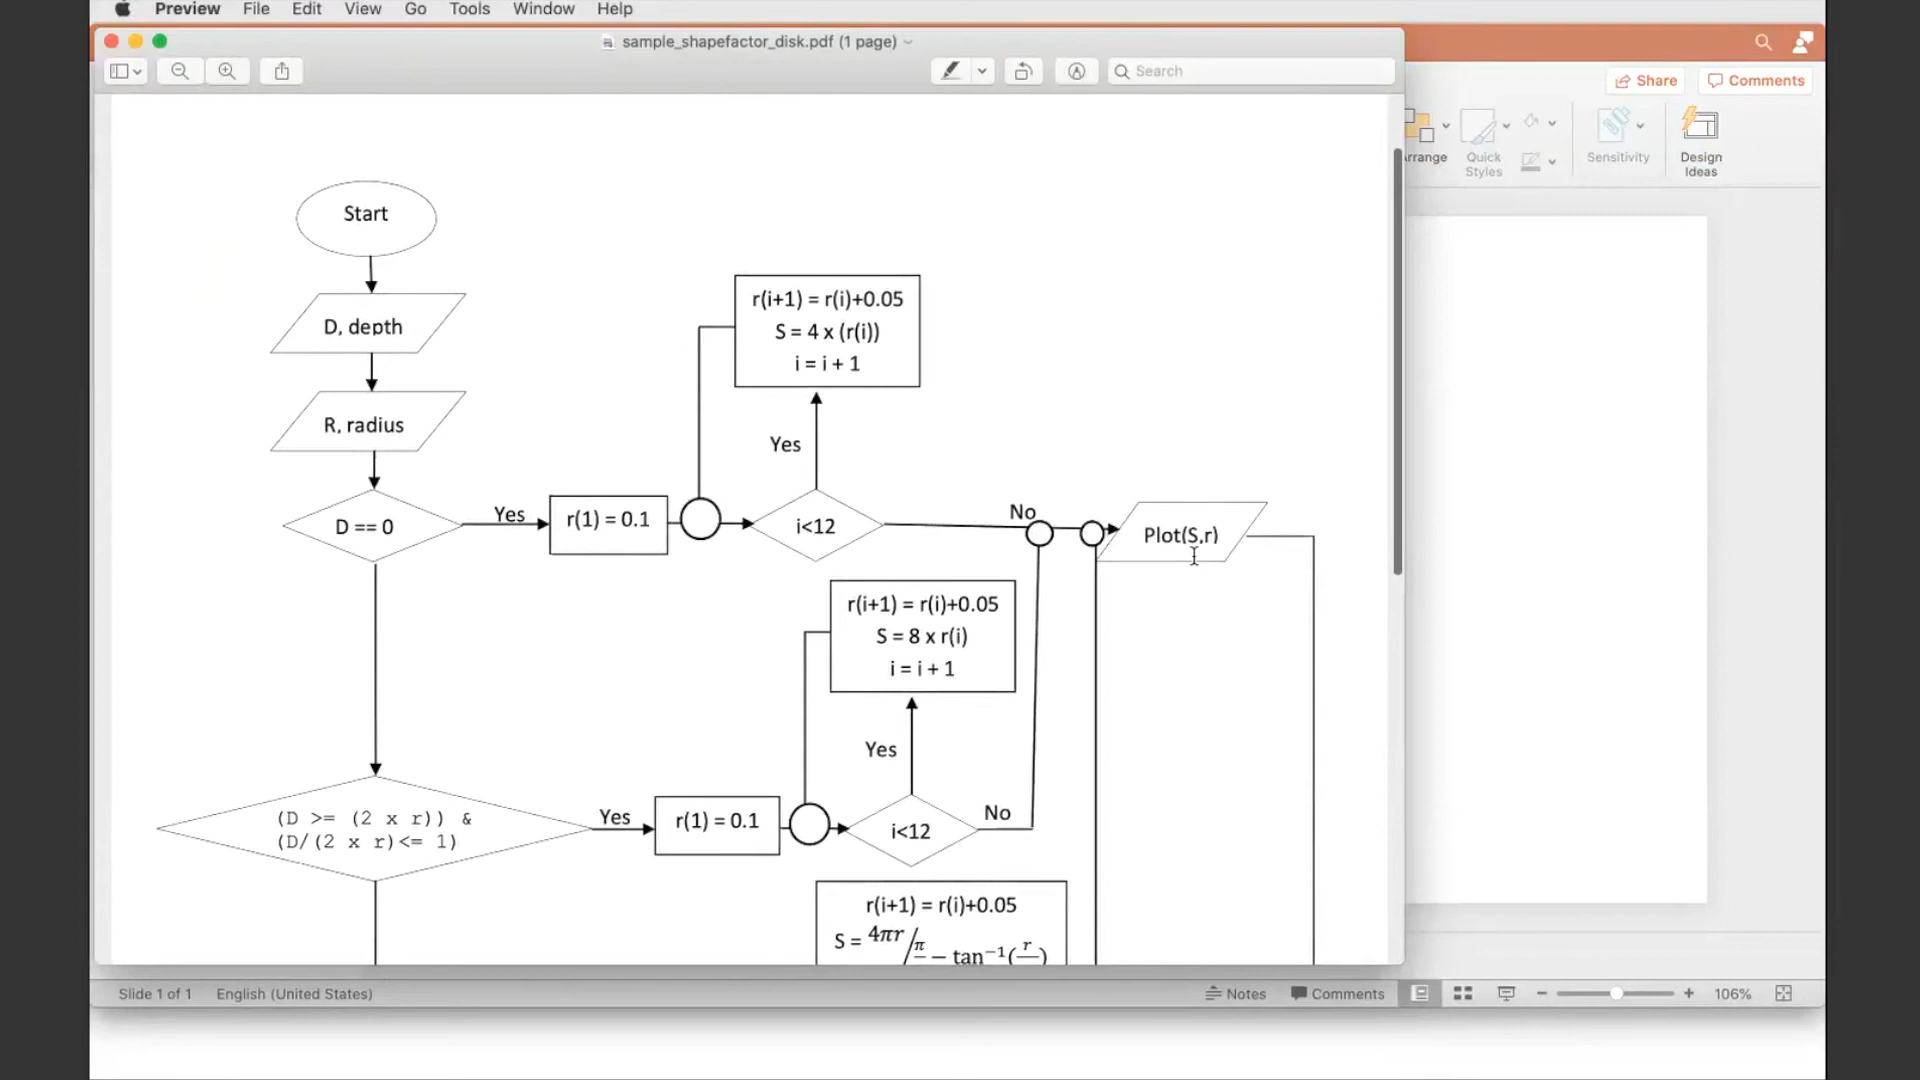 Preview File Edit View Go Tools Window Help
sample_shapefactor_disk.pdf (1 page)
Search
Share
Comments
rrange
Quick
Styles
Sensitivity
Design
Ideas
Start
D, depth
R, radius
D == 0
Yes
r(1) = 0.1
r(i+1) = r(i)+0.05
S = 4 x (r(i))
i = i + 1
Yes
i<12
No
Plot(S,r)
r(i+1) = r(i)+0.05
S = 8 x r(i)
i = i + 1
Yes
(D >= (2 x r)) &
(D/(2 x r)<= 1)
Yes
r(1) = 0.1
i<12
No
r(i+1) = r(i)+0.05
S = 4πr/π − tan⁻¹(r)
Slide 1 of 1
English (United States)
Notes
Comments
106%